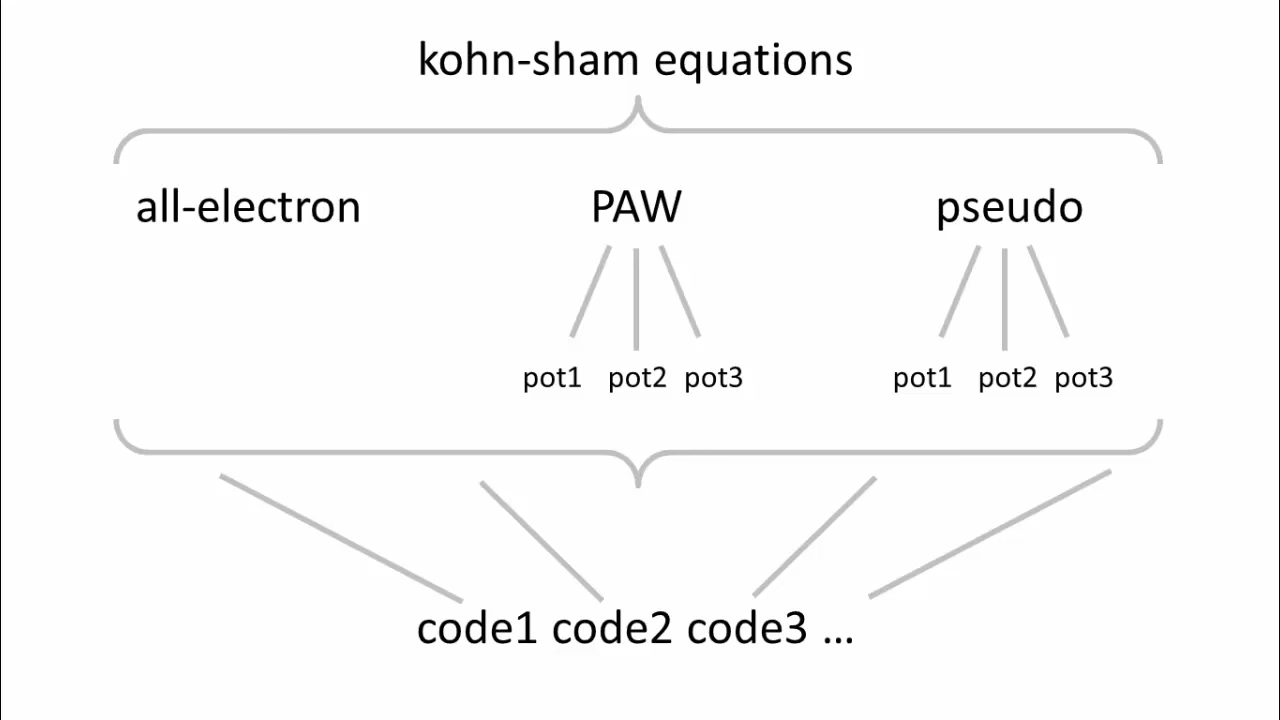 kohn-sham equations
all-electron PAW pseudo
pot1 pot2 pot3 pot1 pot2 pot3
code1 code2 code3 ...